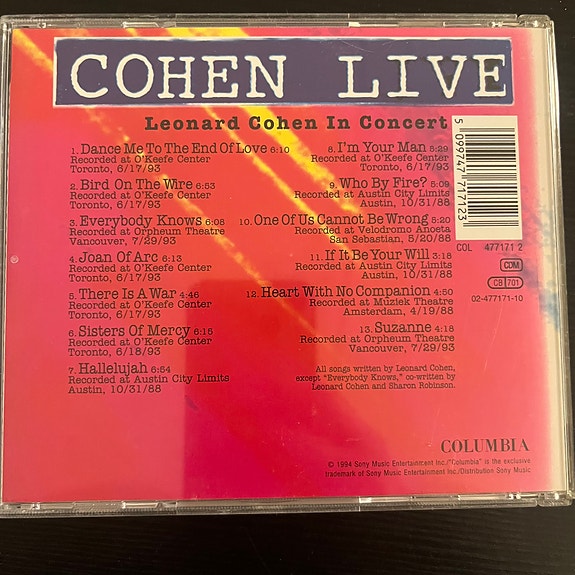 COHEN LIVE
Leonard Cohen In Concert
1. Dance Me To The End Of Love 6:10
Recorded at O'Keefe Center
Toronto, 6/17/93
2. Bird On The Wire 6:53
Recorded at O'Keefe Center
Toronto, 6/17/93
3. Everybody Knows 6:08
Recorded at Orpheum Theatre
Vancouver, 7/29/93
4. Joan Of Arc 6:13
Recorded at O'Keefe Center
Toronto, 6/17/93
5. There Is A War 4:46
Recorded at O'Keefe Center
Toronto, 6/17/93
6. Sisters Of Mercy 6:15
Recorded at O'Keefe Center
Toronto, 6/18/93
7. Hallelujah 6:54
Recorded at Austin City Limits
Austin, 10/31/88
8. I'm Your Man 5:29
Recorded at O'Keefe Center
Toronto, 6/17/93
9. Who By Fire? 5:09
Recorded at Austin City Limits
Austin, 10/31/88
10. One Of Us Cannot Be Wrong 5:20
Recorded at Velodromo Anoeta
San Sebastian, 5/20/88
11. If It Be Your Will 3:18
Recorded at Austin City Limits
Austin, 10/31/88
12. Heart With No Companion 4:50
Recorded at Muziek Theatre
Amsterdam, 4/19/88
13. Suzanne 4:18
Recorded at Orpheum Theatre
Vancouver, 7/29/93
All songs written by Leonard Cohen,
except "Everybody Knows," co-written by
Leonard Cohen and Sharon Robinson.
5 099747 717123
COL 477171 2
CDM
CB 701
02-477171-10
®
COLUMBIA
© 1994 Sony Music Entertainment Inc./"Columbia" is the exclusive
trademark of Sony Music Entertainment Inc./Distribution Sony Music